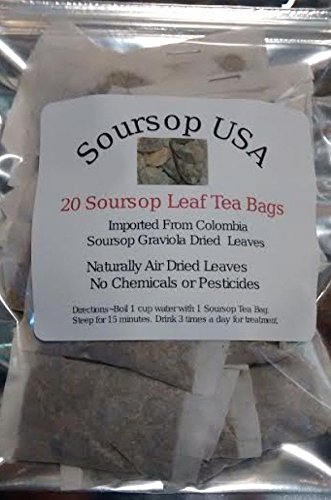 Soursop USA
20 Soursop Leaf Tea Bags
Imported From Colombia
Soursop Graviola Dried Leaves
Naturally Air Dried Leaves
No Chemicals or Pesticides
Directions~Boil 1 cup water with 1 Soursop Tea Bag.
Steep for 15 minutes. Drink 3 times a day for treatment.